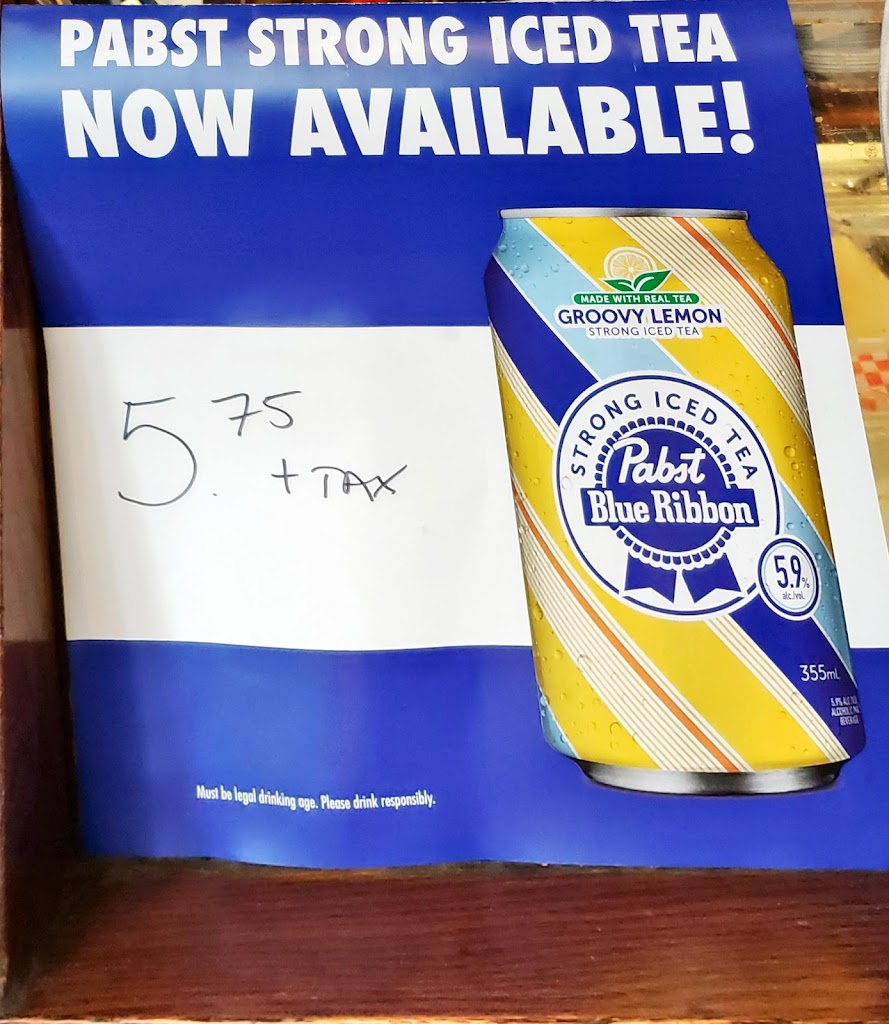 PABST STRONG ICED TEA
NOW AVAILABLE!
MADE WITH REAL TEA
GROOVY LEMON
STRONG ICED TEA
STRONG ICED TEA
Pabst
Blue Ribbon
5.9%
alc./vol.
355mL
5.75
+ TAX
Must be legal drinking age. Please drink responsibly.